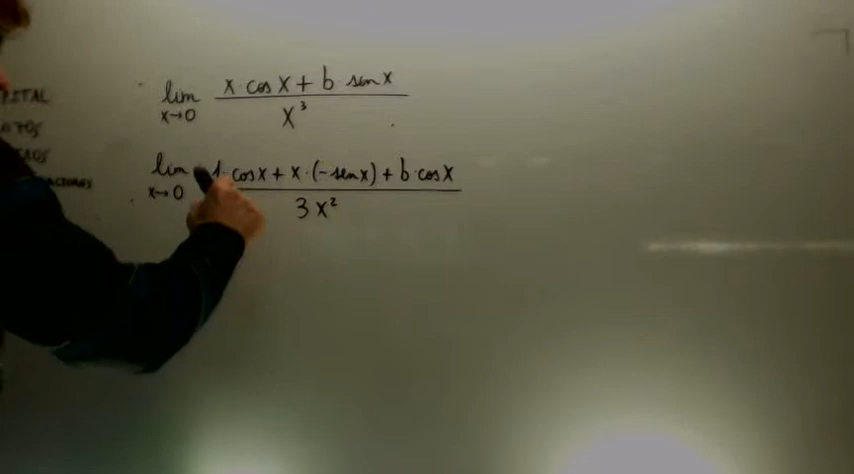 lim x→0 (x·cos x + b·sen x) / x³
lim x→0 (1·cos x + x·(−sen x) + b·cos x) / 3x²